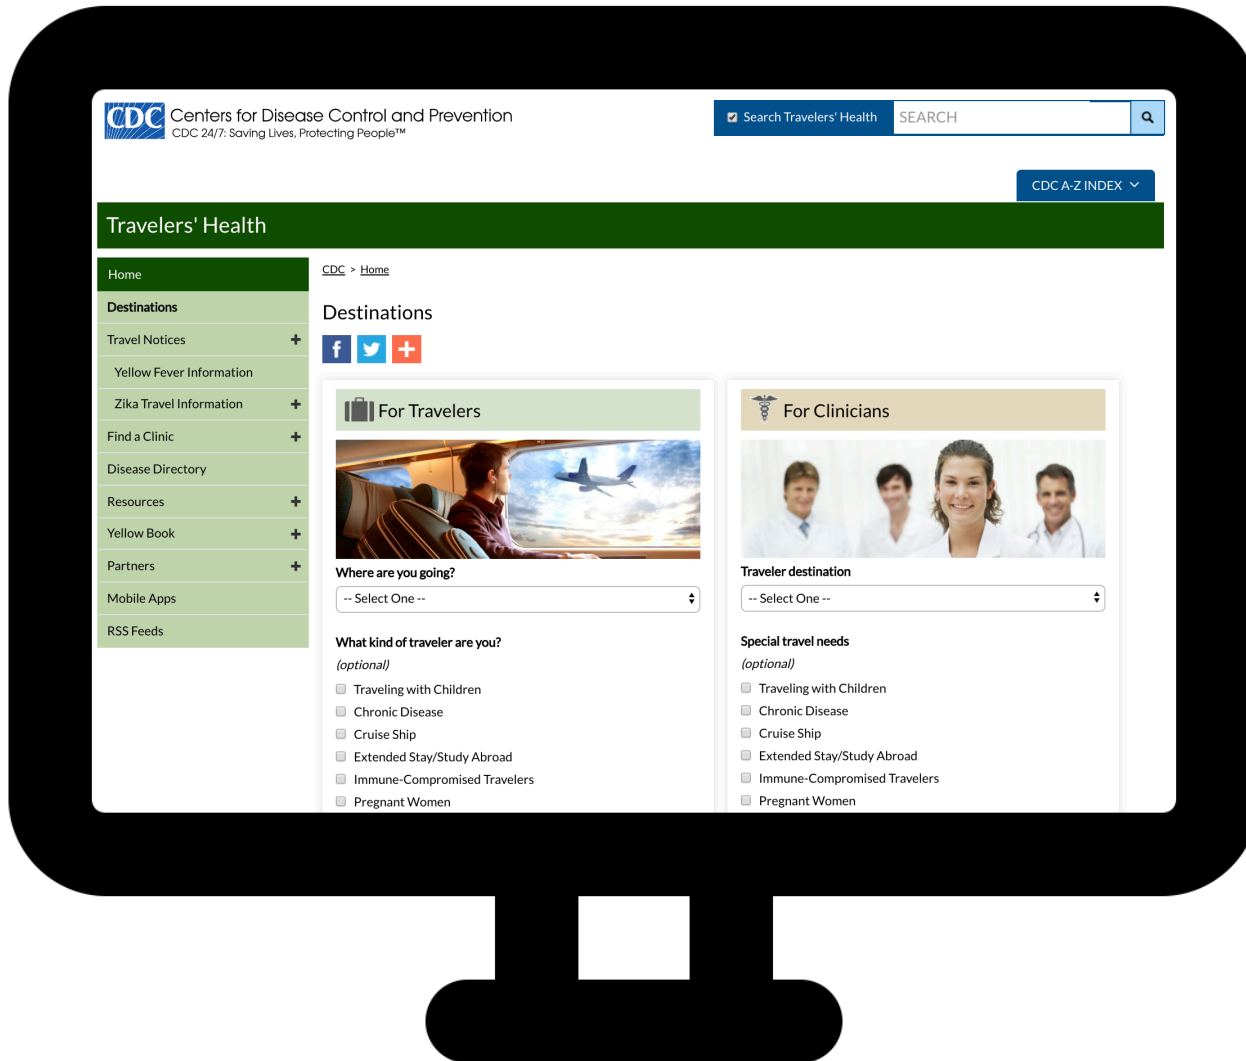 CDC Centers for Disease Control and Prevention
CDC 24/7: Saving Lives, Protecting People™
Search Travelers' Health
SEARCH
CDC A-Z INDEX
Travelers' Health
Home
Destinations
Travel Notices
Yellow Fever Information
Zika Travel Information
Find a Clinic
Disease Directory
Resources
Yellow Book
Partners
Mobile Apps
RSS Feeds
CDC > Home
Destinations
f
For Travelers
Where are you going?
-- Select One --
What kind of traveler are you?
(optional)
Traveling with Children
Chronic Disease
Cruise Ship
Extended Stay/Study Abroad
Immune-Compromised Travelers
Pregnant Women
For Clinicians
Traveler destination
-- Select One --
Special travel needs
(optional)
Traveling with Children
Chronic Disease
Cruise Ship
Extended Stay/Study Abroad
Immune-Compromised Travelers
Pregnant Women